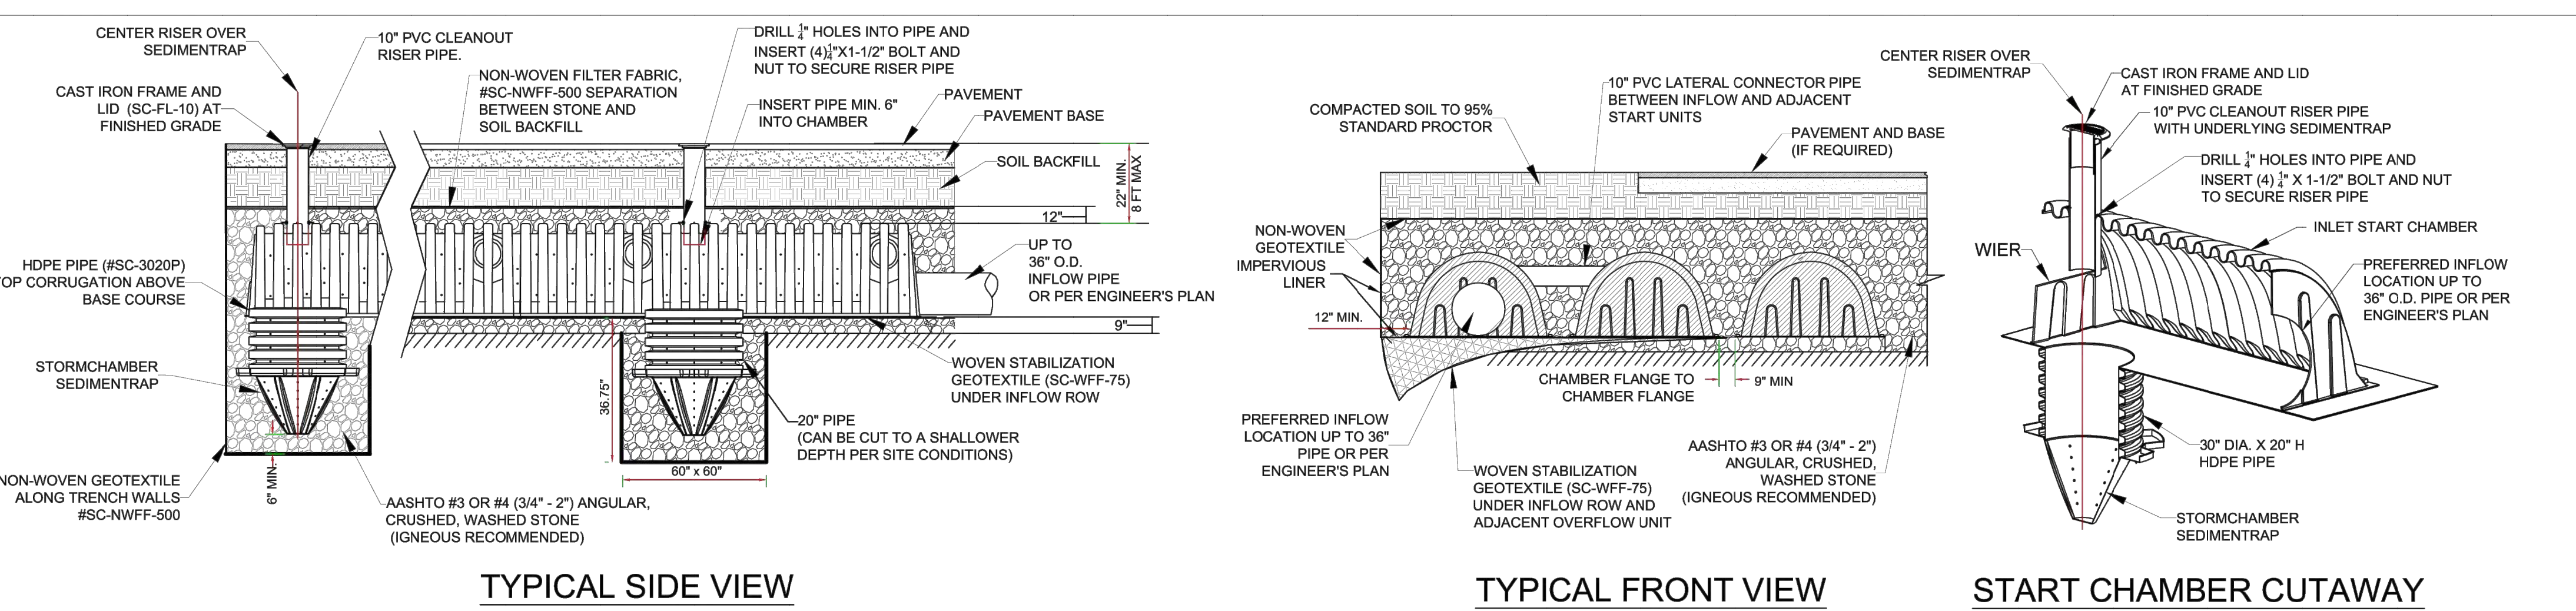 CENTER RISER OVER
SEDIMENTRAP
10" PVC CLEANOUT
RISER PIPE.
CAST IRON FRAME AND
LID (SC-FL-10) AT
FINISHED GRADE
NON-WOVEN FILTER FABRIC,
#SC-NWFF-500 SEPARATION
BETWEEN STONE AND
SOIL BACKFILL
DRILL 1/4" HOLES INTO PIPE AND
INSERT (4)1/4"X1-1/2" BOLT AND
NUT TO SECURE RISER PIPE
INSERT PIPE MIN. 6"
INTO CHAMBER
PAVEMENT
PAVEMENT BASE
SOIL BACKFILL
22" MIN.
8 FT MAX
12"
HDPE PIPE (#SC-3020P)
TOP CORRUGATION ABOVE
BASE COURSE
UP TO
36" O.D.
INFLOW PIPE
OR PER ENGINEER'S PLAN
9"
STORMCHAMBER
SEDIMENTRAP
WOVEN STABILIZATION
GEOTEXTILE (SC-WFF-75)
UNDER INFLOW ROW
36.75"
20" PIPE
(CAN BE CUT TO A SHALLOWER
DEPTH PER SITE CONDITIONS)
60" x 60"
6" MIN.
NON-WOVEN GEOTEXTILE
ALONG TRENCH WALLS
#SC-NWFF-500
AASHTO #3 OR #4 (3/4" - 2") ANGULAR,
CRUSHED, WASHED STONE
(IGNEOUS RECOMMENDED)
TYPICAL SIDE VIEW
COMPACTED SOIL TO 95%
STANDARD PROCTOR
10" PVC LATERAL CONNECTOR PIPE
BETWEEN INFLOW AND ADJACENT
START UNITS
PAVEMENT AND BASE
(IF REQUIRED)
NON-WOVEN
GEOTEXTILE
IMPERVIOUS
LINER
12" MIN.
CHAMBER FLANGE TO
CHAMBER FLANGE
9" MIN
PREFERRED INFLOW
LOCATION UP TO 36"
PIPE OR PER
ENGINEER'S PLAN
WOVEN STABILIZATION
GEOTEXTILE (SC-WFF-75)
UNDER INFLOW ROW AND
ADJACENT OVERFLOW UNIT
AASHTO #3 OR #4 (3/4" - 2")
ANGULAR, CRUSHED,
WASHED STONE
(IGNEOUS RECOMMENDED)
TYPICAL FRONT VIEW
CENTER RISER OVER
SEDIMENTRAP
CAST IRON FRAME AND LID
AT FINISHED GRADE
10" PVC CLEANOUT RISER PIPE
WITH UNDERLYING SEDIMENTRAP
DRILL 1/4" HOLES INTO PIPE AND
INSERT (4) 1/4" X 1-1/2" BOLT AND NUT
TO SECURE RISER PIPE
INLET START CHAMBER
WIER
PREFERRED INFLOW
LOCATION UP TO
36" O.D. PIPE OR PER
ENGINEER'S PLAN
30" DIA. X 20" H
HDPE PIPE
STORMCHAMBER
SEDIMENTRAP
START CHAMBER CUTAWAY